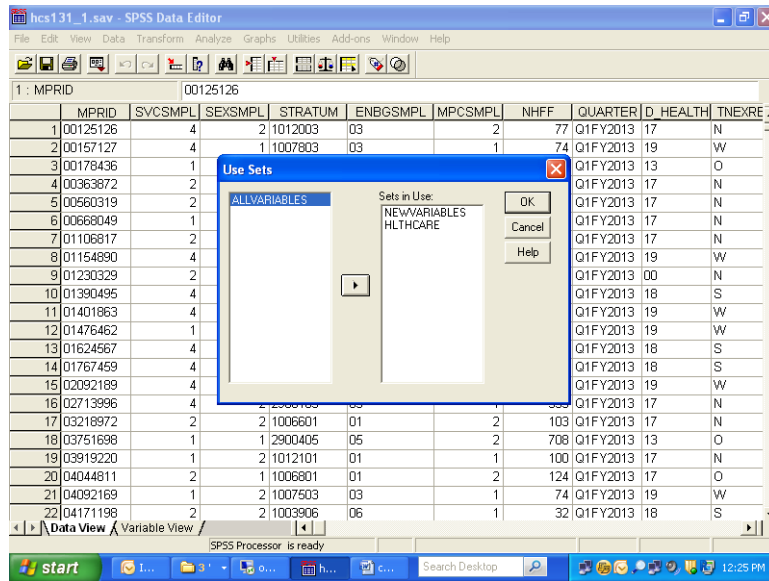 hcs131_1.sav - SPSS Data Editor
File Edit View Data Transform Analyze Graphs Utilities Add-ons Window Help
1 : MPRID 00125126
MPRID SVCSMPL SEXSMPL STRATUM ENBGSMPL MPCSMPL NHFF QUARTER D_HEALTH TNEXRE
1 00125126 4 2 1012003 03 2 77 Q1FY2013 17 N
2 00157127 4 1 1007803 03 1 74 Q1FY2013 19 W
3 00178436 1 Q1FY2013 13 O
4 00363872 2 Q1FY2013 17 N
5 00560319 2 Q1FY2013 17 N
6 00668049 1 Q1FY2013 17 N
7 01106817 2 Q1FY2013 17 N
8 01154890 4 Q1FY2013 19 W
9 01230329 2 Q1FY2013 00 N
10 01390495 4 Q1FY2013 18 S
11 01401863 4 Q1FY2013 19 W
12 01476462 1 Q1FY2013 19 W
13 01624567 4 Q1FY2013 18 S
14 01767459 4 Q1FY2013 18 S
15 02092189 4 Q1FY2013 19 W
16 02713996 4 Q1FY2013 17 N
17 03218972 2 2 1006601 01 2 103 Q1FY2013 17 N
18 03751698 1 1 2900405 05 2 708 Q1FY2013 13 O
19 03919220 1 2 1012101 01 1 100 Q1FY2013 17 N
20 04044811 2 1 1006801 01 2 124 Q1FY2013 17 O
21 04092169 1 2 1007503 03 1 74 Q1FY2013 19 W
22 04171198 2 2 1003906 06 1 32 Q1FY2013 18 S
Use Sets
ALLVARIABLES
Sets in Use:
NEWVARIABLES
HLTHCARE
OK
Cancel
Help
Data View Variable View
SPSS Processor is ready
start I... 3 ' o... h... c... Search Desktop 12:25 PM